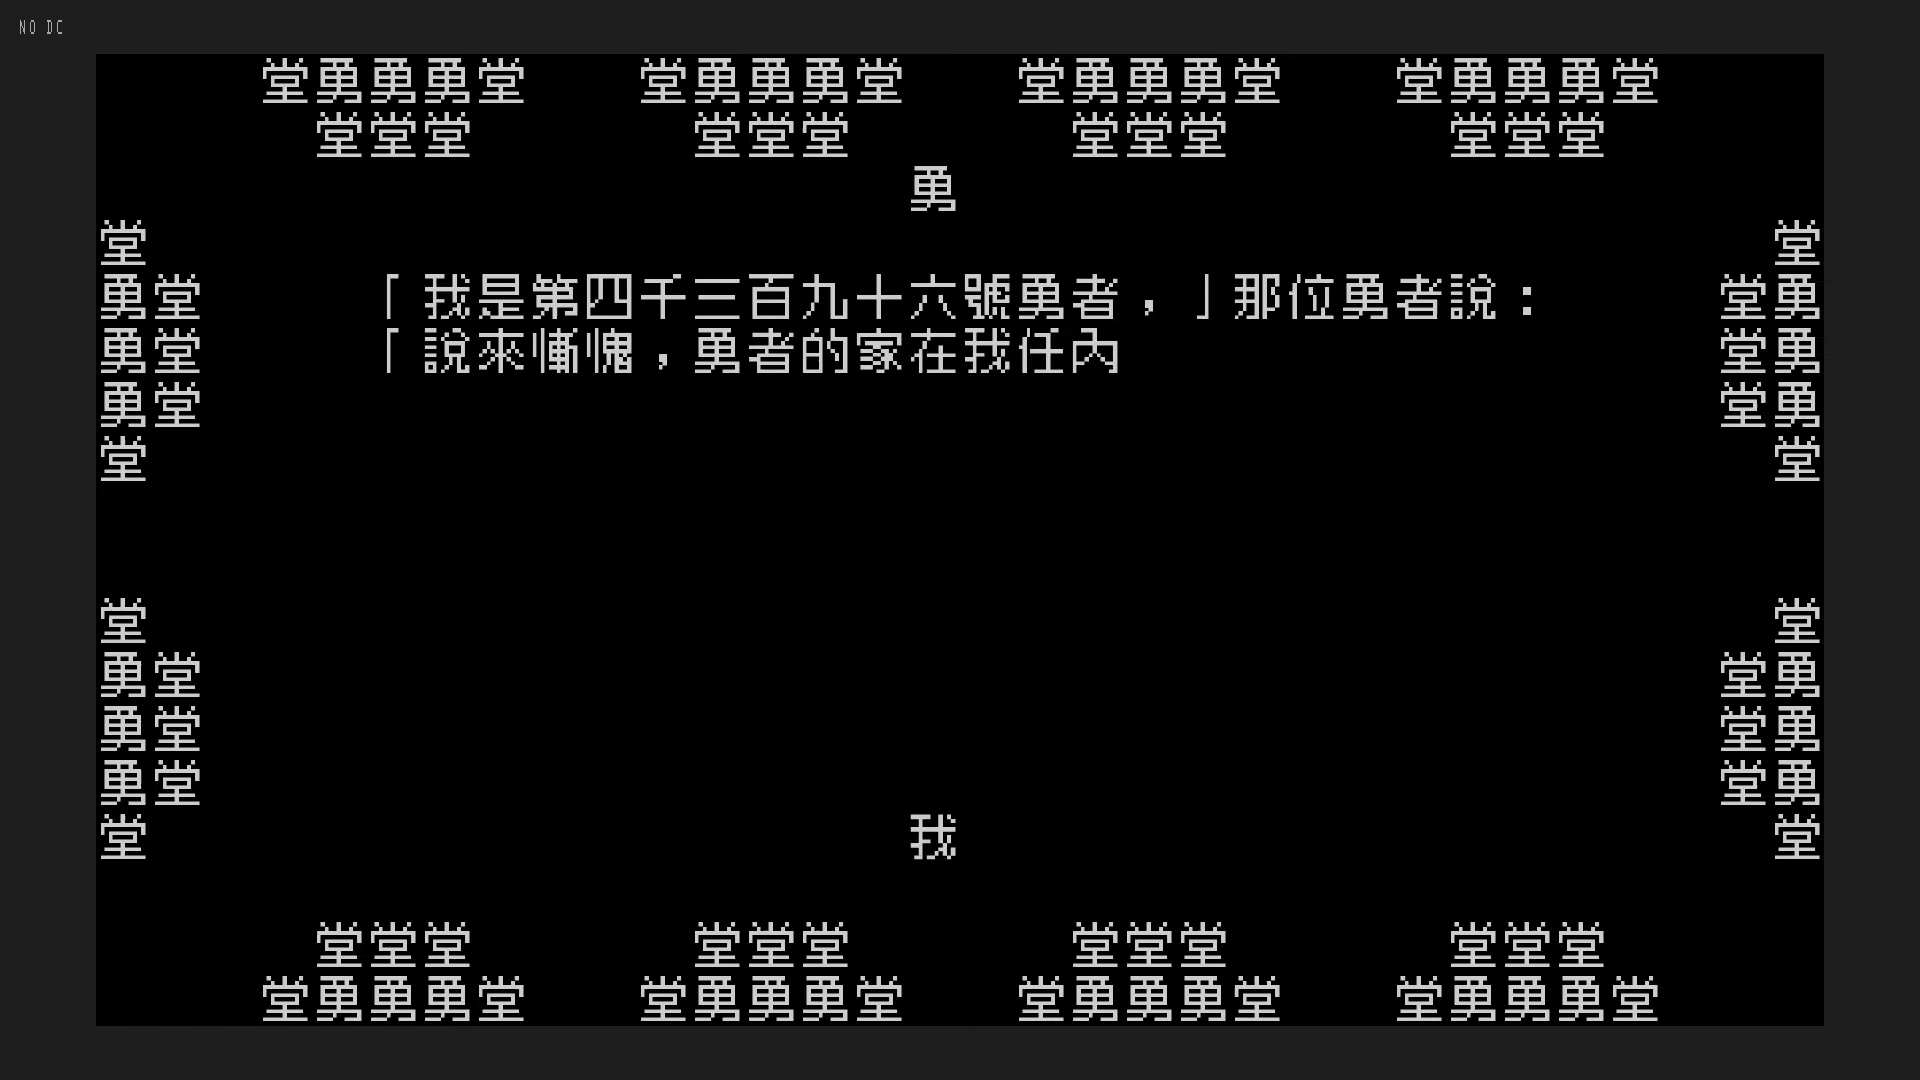 NO DC
堂勇勇勇堂 堂勇勇勇堂 堂勇勇勇堂 堂勇勇勇堂
堂堂堂 堂堂堂 堂堂堂 堂堂堂
勇
堂 堂
勇堂 「我是第四千三百九十六號勇者，」那位勇者說： 堂勇
勇堂 「說來慚愧，勇者的家在我任內 堂勇
勇堂 堂勇
堂 堂
堂 堂
勇堂 堂勇
勇堂 堂勇
勇堂 堂勇
堂 我 堂
堂堂堂 堂堂堂 堂堂堂 堂堂堂
堂勇勇勇堂 堂勇勇勇堂 堂勇勇勇堂 堂勇勇勇堂